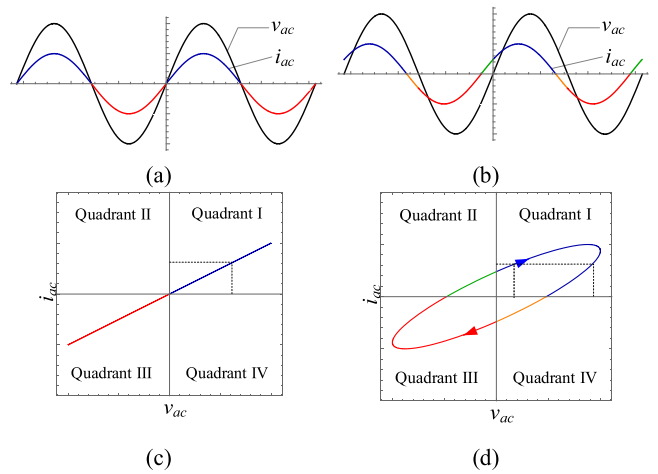 v_ac
i_ac
(a)
v_ac
i_ac
(b)
Quadrant II
Quadrant I
i_ac
Quadrant III
Quadrant IV
v_ac
(c)
Quadrant II
Quadrant I
i_ac
Quadrant III
Quadrant IV
v_ac
(d)